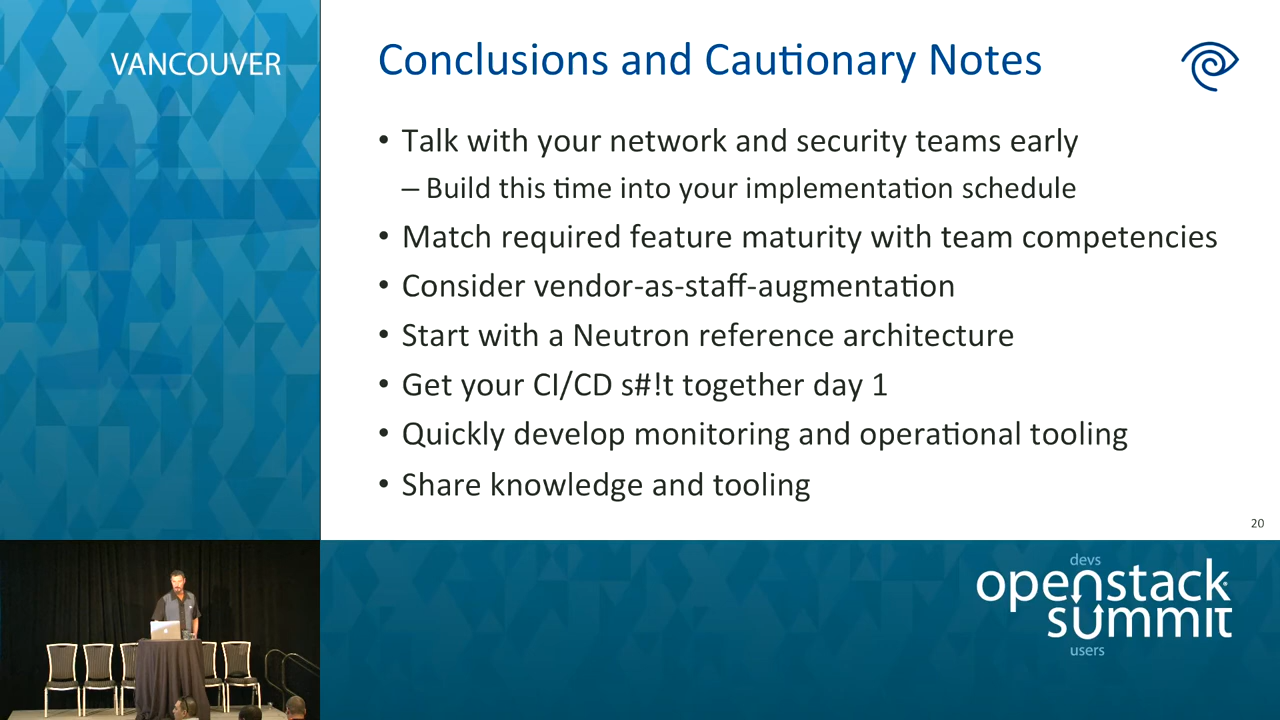 VANCOUVER
Conclusions and Cautionary Notes
• Talk with your network and security teams early
– Build this time into your implementation schedule
• Match required feature maturity with team competencies
• Consider vendor-as-staff-augmentation
• Start with a Neutron reference architecture
• Get your CI/CD s#!t together day 1
• Quickly develop monitoring and operational tooling
• Share knowledge and tooling
20
devs
openstack
summit
users